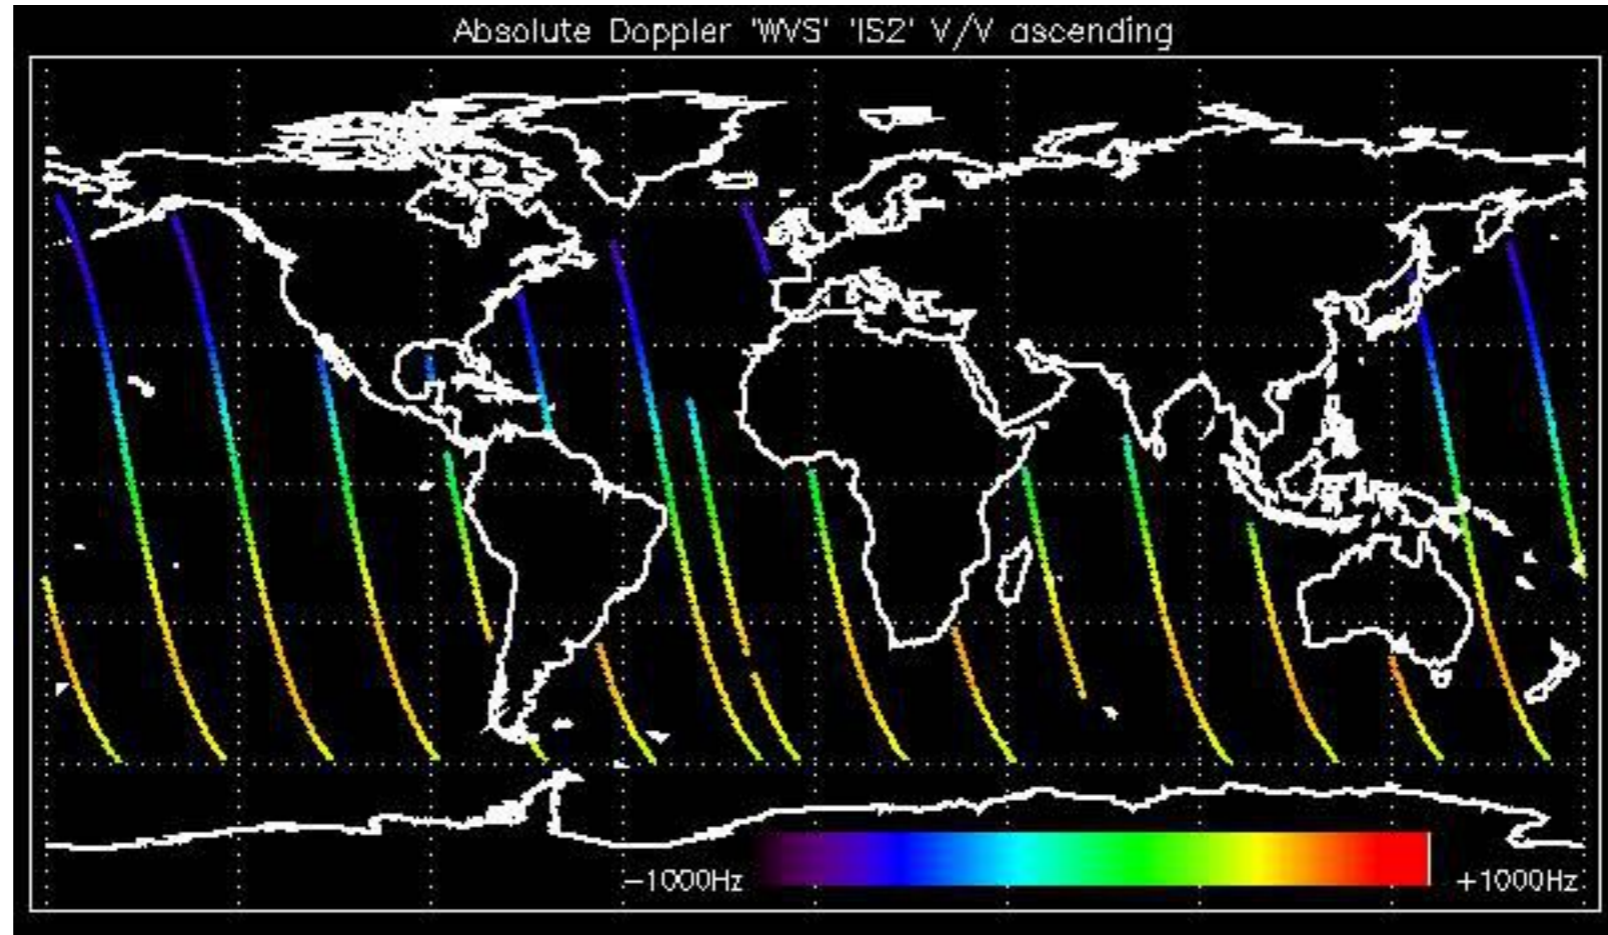 Absolute Doppler 'WVS' 'IS2' V/V ascending
−1000Hz +1000Hz